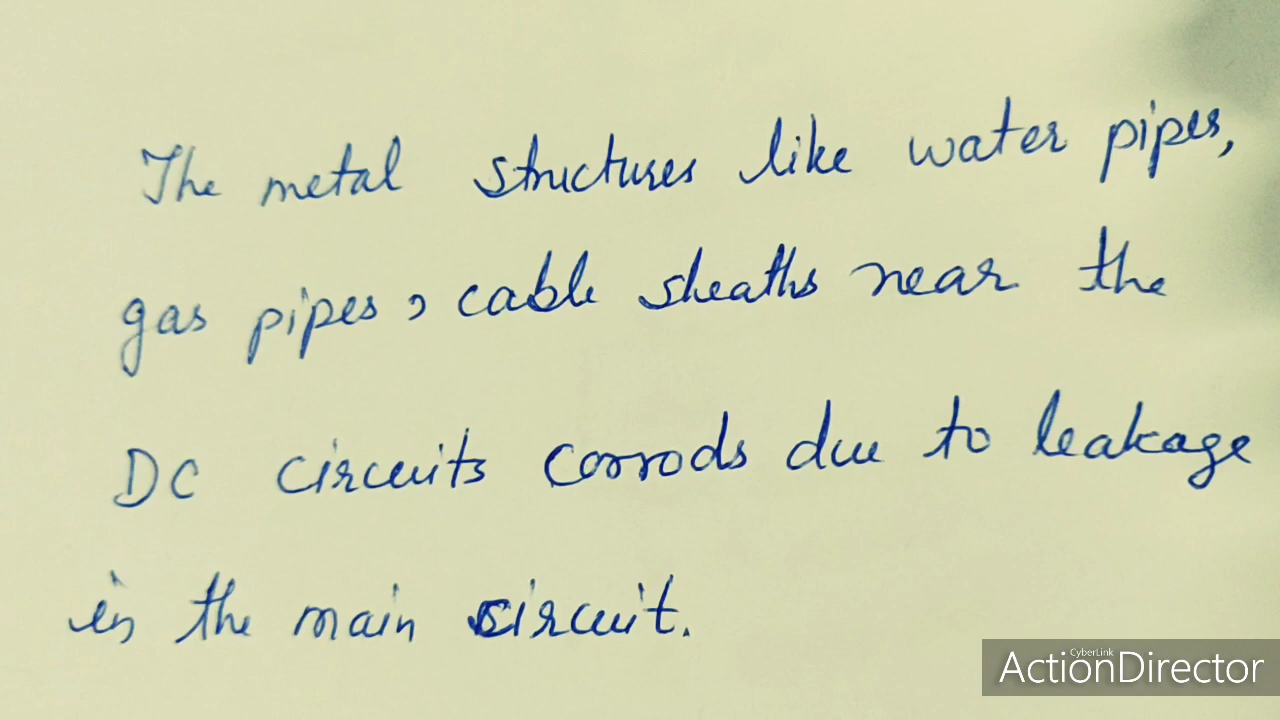 The metal structures like water pipes,
gas pipes, cable sheaths near the
DC circuits corrods due to leakage
in the main circuit.
CyberLink
ActionDirector